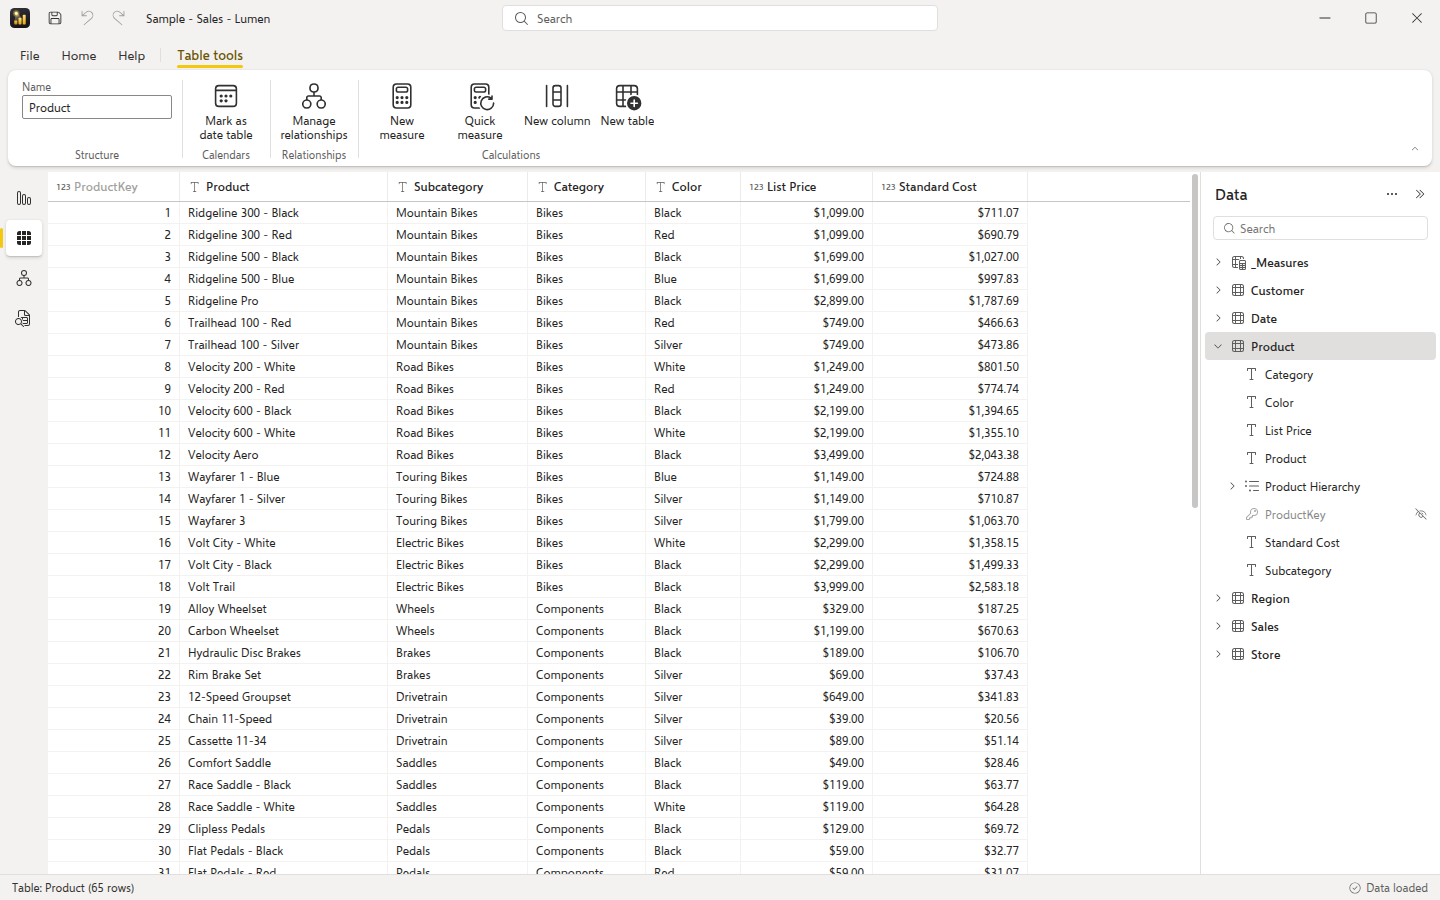 Sample - Sales - Lumen
Search
File Home Help Table tools
Name
Product
Structure
Mark as date table
Calendars
Manage relationships
Relationships
New measure
Quick measure
New column
New table
Calculations
123 ProductKey Product Subcategory Category Color 123 List Price 123 Standard Cost
1 Ridgeline 300 - Black Mountain Bikes Bikes Black $1,099.00 $711.07
2 Ridgeline 300 - Red Mountain Bikes Bikes Red $1,099.00 $690.79
3 Ridgeline 500 - Black Mountain Bikes Bikes Black $1,699.00 $1,027.00
4 Ridgeline 500 - Blue Mountain Bikes Bikes Blue $1,699.00 $997.83
5 Ridgeline Pro Mountain Bikes Bikes Black $2,899.00 $1,787.69
6 Trailhead 100 - Red Mountain Bikes Bikes Red $749.00 $466.63
7 Trailhead 100 - Silver Mountain Bikes Bikes Silver $749.00 $473.86
8 Velocity 200 - White Road Bikes Bikes White $1,249.00 $801.50
9 Velocity 200 - Red Road Bikes Bikes Red $1,249.00 $774.74
10 Velocity 600 - Black Road Bikes Bikes Black $2,199.00 $1,394.65
11 Velocity 600 - White Road Bikes Bikes White $2,199.00 $1,355.10
12 Velocity Aero Road Bikes Bikes Black $3,499.00 $2,043.38
13 Wayfarer 1 - Blue Touring Bikes Bikes Blue $1,149.00 $724.88
14 Wayfarer 1 - Silver Touring Bikes Bikes Silver $1,149.00 $710.87
15 Wayfarer 3 Touring Bikes Bikes Silver $1,799.00 $1,063.70
16 Volt City - White Electric Bikes Bikes White $2,299.00 $1,358.15
17 Volt City - Black Electric Bikes Bikes Black $2,299.00 $1,499.33
18 Volt Trail Electric Bikes Bikes Black $3,999.00 $2,583.18
19 Alloy Wheelset Wheels Components Black $329.00 $187.25
20 Carbon Wheelset Wheels Components Black $1,199.00 $670.63
21 Hydraulic Disc Brakes Brakes Components Black $189.00 $106.70
22 Rim Brake Set Brakes Components Silver $69.00 $37.43
23 12-Speed Groupset Drivetrain Components Silver $649.00 $341.83
24 Chain 11-Speed Drivetrain Components Silver $39.00 $20.56
25 Cassette 11-34 Drivetrain Components Silver $89.00 $51.14
26 Comfort Saddle Saddles Components Black $49.00 $28.46
27 Race Saddle - Black Saddles Components Black $119.00 $63.77
28 Race Saddle - White Saddles Components White $119.00 $64.28
29 Clipless Pedals Pedals Components Black $129.00 $69.72
30 Flat Pedals - Black Pedals Components Black $59.00 $32.77
31 Flat Pedals - Red Pedals Components Red $59.00 $31.07
Data
Search
_Measures
Customer
Date
Product
Category
Color
List Price
Product
Product Hierarchy
ProductKey
Standard Cost
Subcategory
Region
Sales
Store
Table: Product (65 rows)
Data loaded